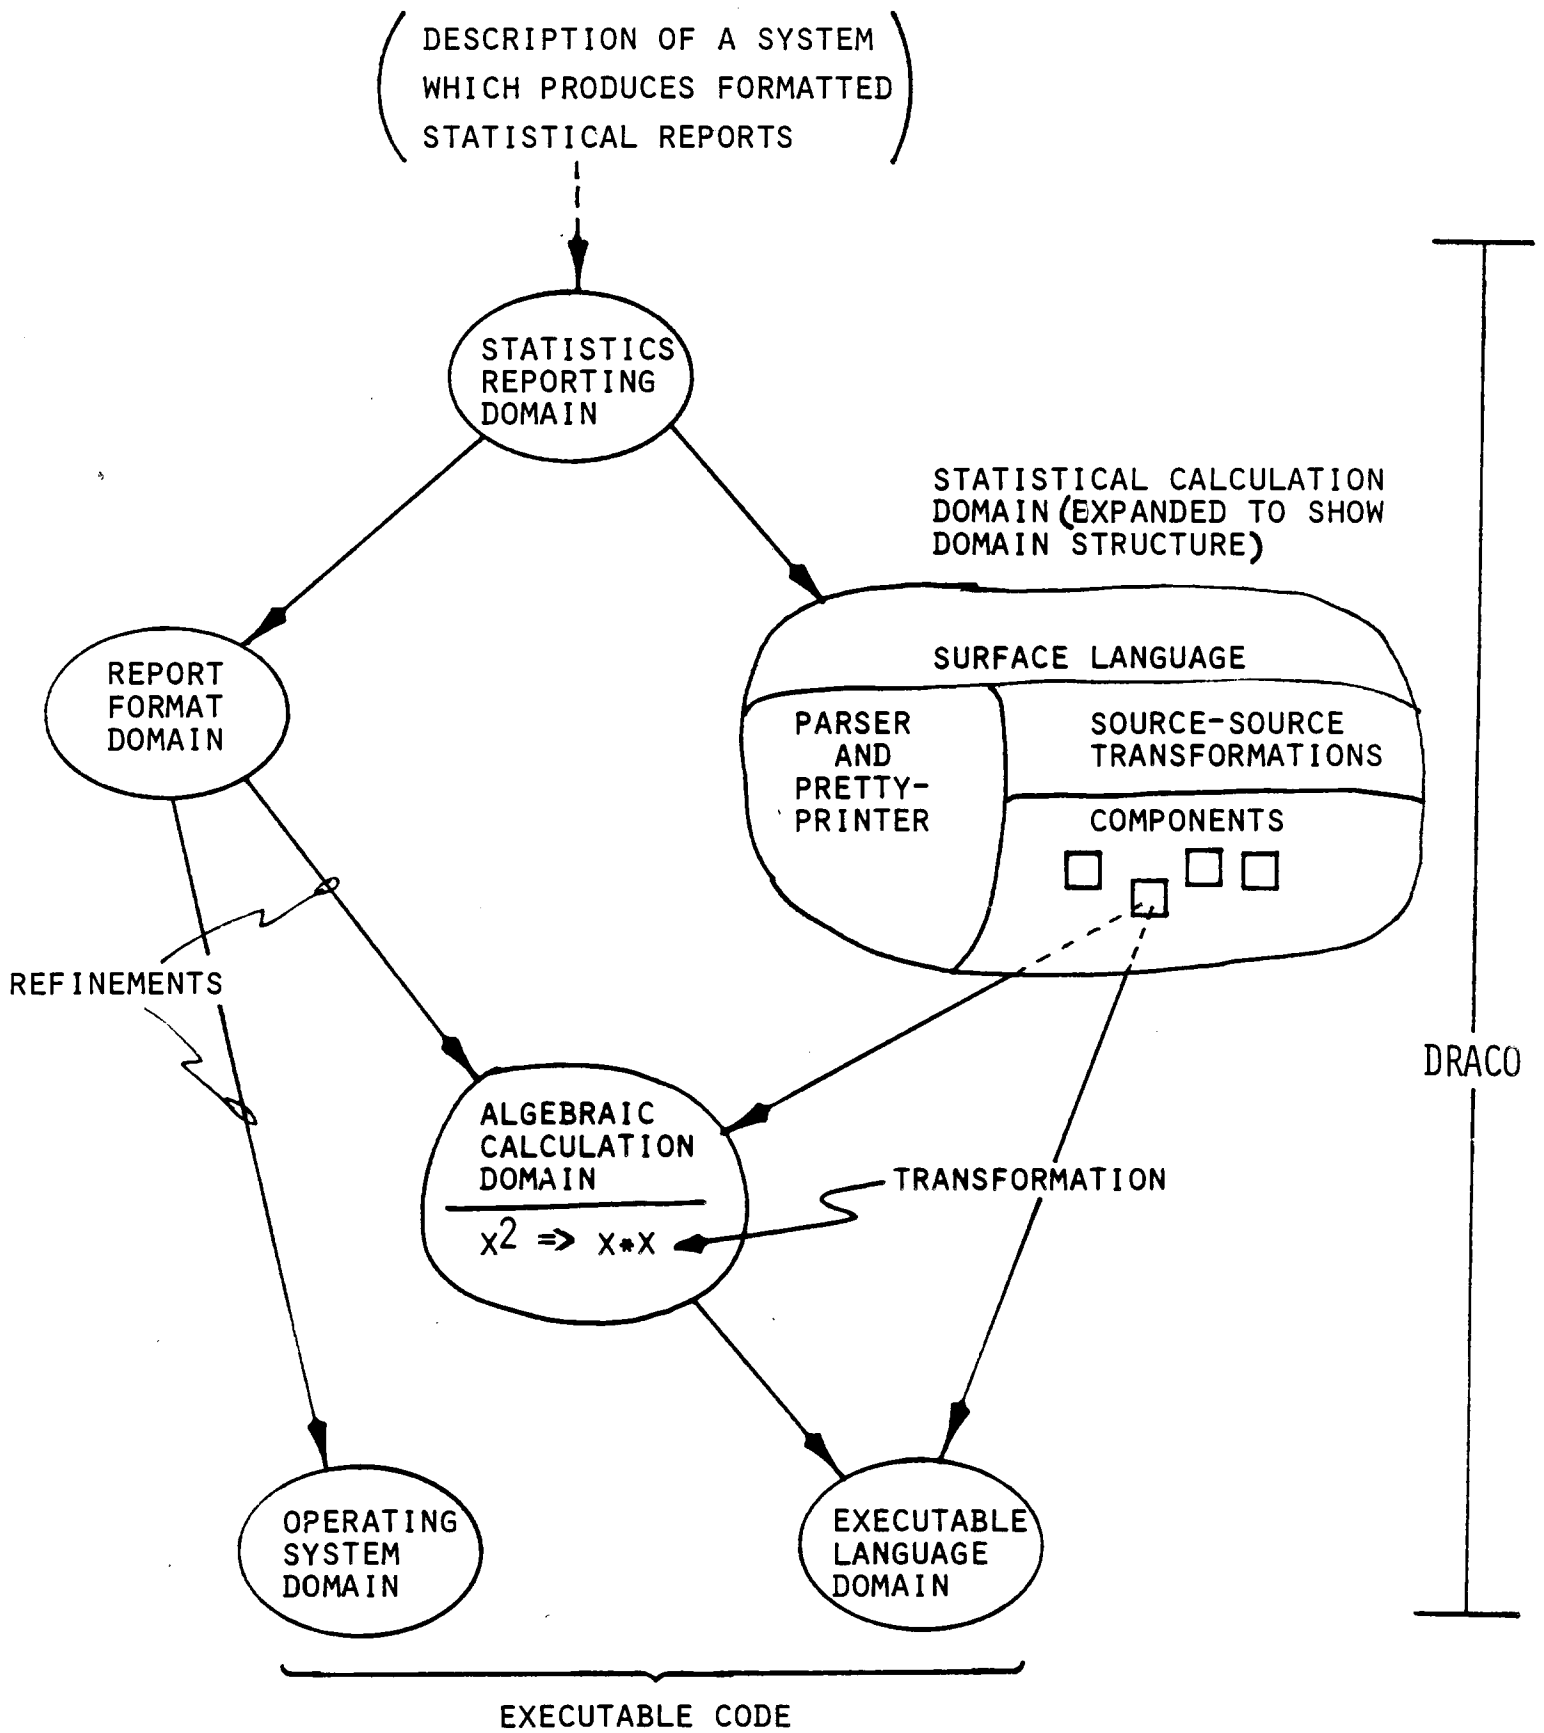 DESCRIPTION OF A SYSTEM
WHICH PRODUCES FORMATTED
STATISTICAL REPORTS
STATISTICS
REPORTING
DOMAIN
STATISTICAL CALCULATION
DOMAIN (EXPANDED TO SHOW
DOMAIN STRUCTURE)
SURFACE LANGUAGE
REPORT
FORMAT
DOMAIN
PARSER
AND
PRETTY-
PRINTER
SOURCE-SOURCE
TRANSFORMATIONS
COMPONENTS
REFINEMENTS
DRACO
ALGEBRAIC
CALCULATION
DOMAIN
X² => X*X
TRANSFORMATION
OPERATING
SYSTEM
DOMAIN
EXECUTABLE
LANGUAGE
DOMAIN
EXECUTABLE CODE